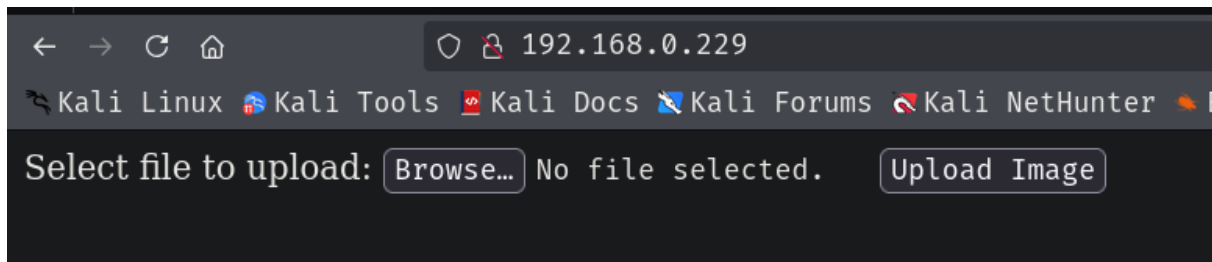 192.168.0.229
Kali Linux Kali Tools Kali Docs Kali Forums Kali NetHunter
Select file to upload: Browse… No file selected. Upload Image